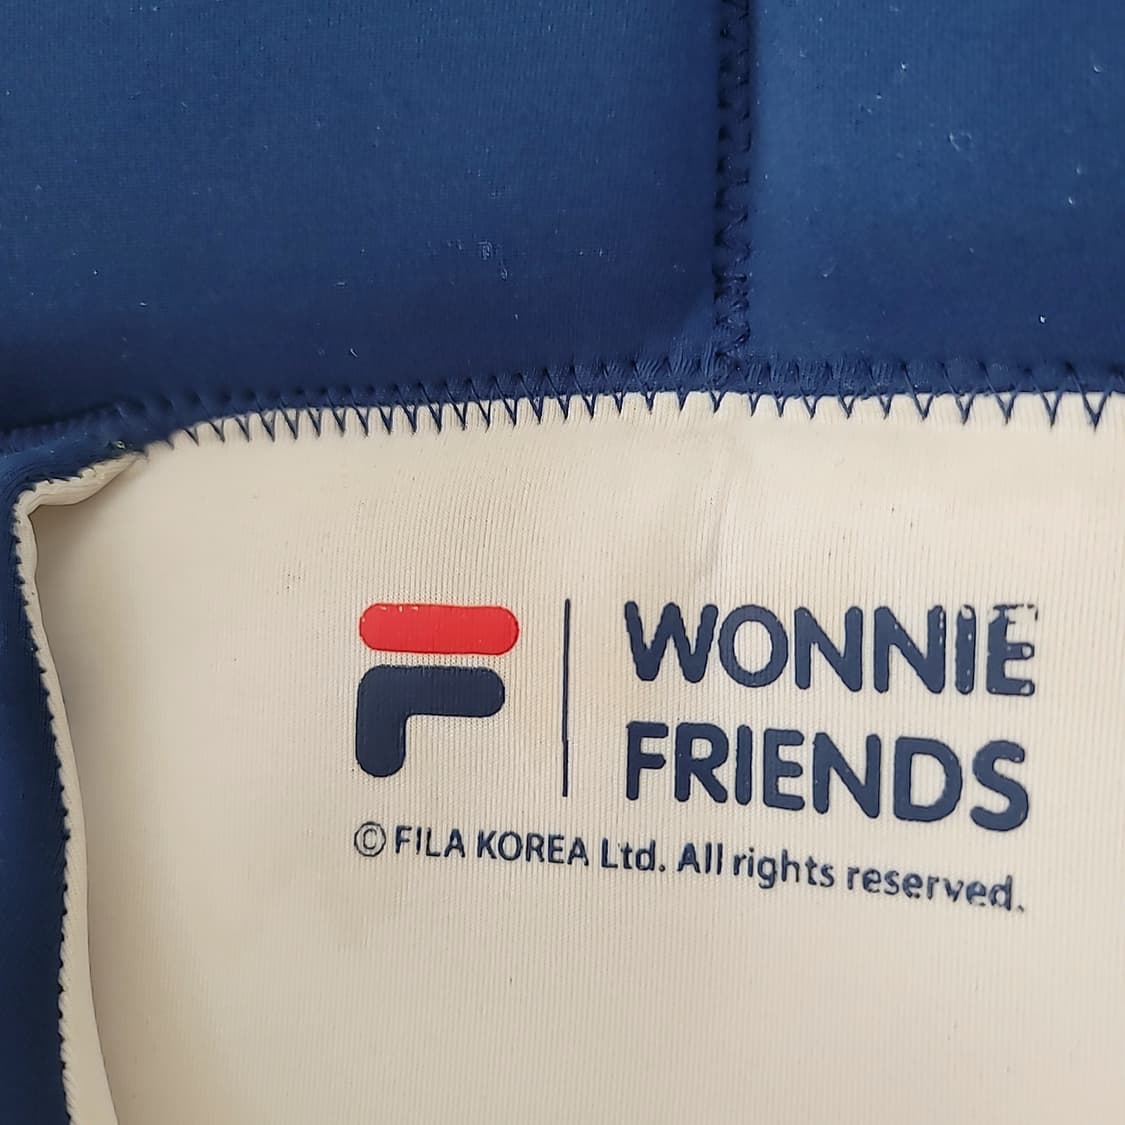 WONNIE
FRIENDS
© FILA KOREA Ltd. All rights reserved.